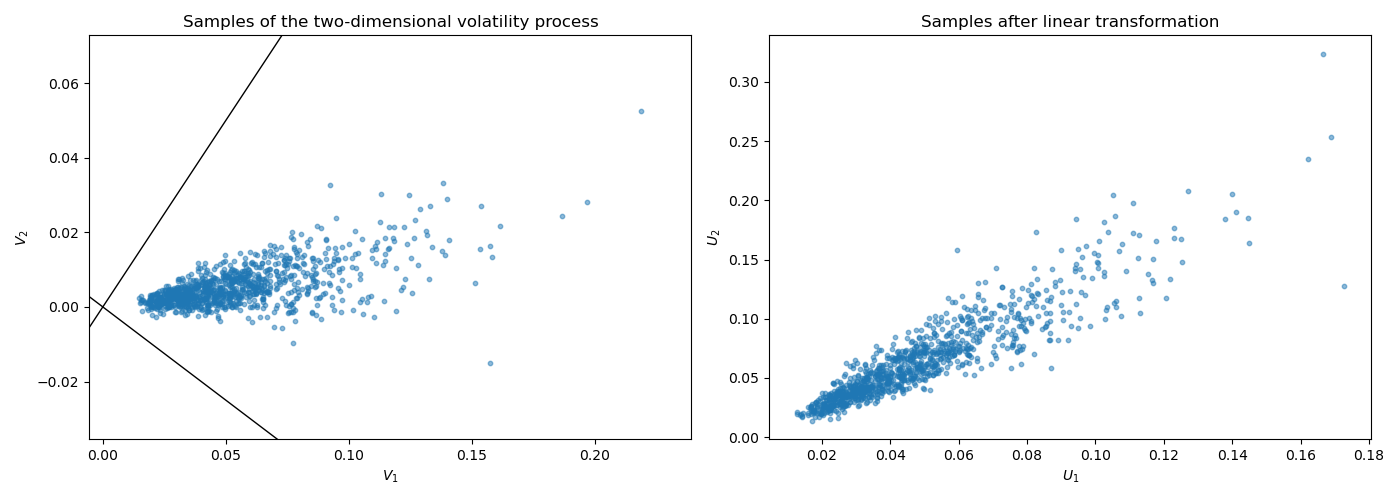 Samples of the two-dimensional volatility process
0.06
0.04
0.02
0.00
−0.02
V₂
0.00 0.05 0.10 0.15 0.20
V₁
Samples after linear transformation
0.30
0.25
0.20
0.15
0.10
0.05
0.00
U₂
0.02 0.04 0.06 0.08 0.10 0.12 0.14 0.16 0.18
U₁